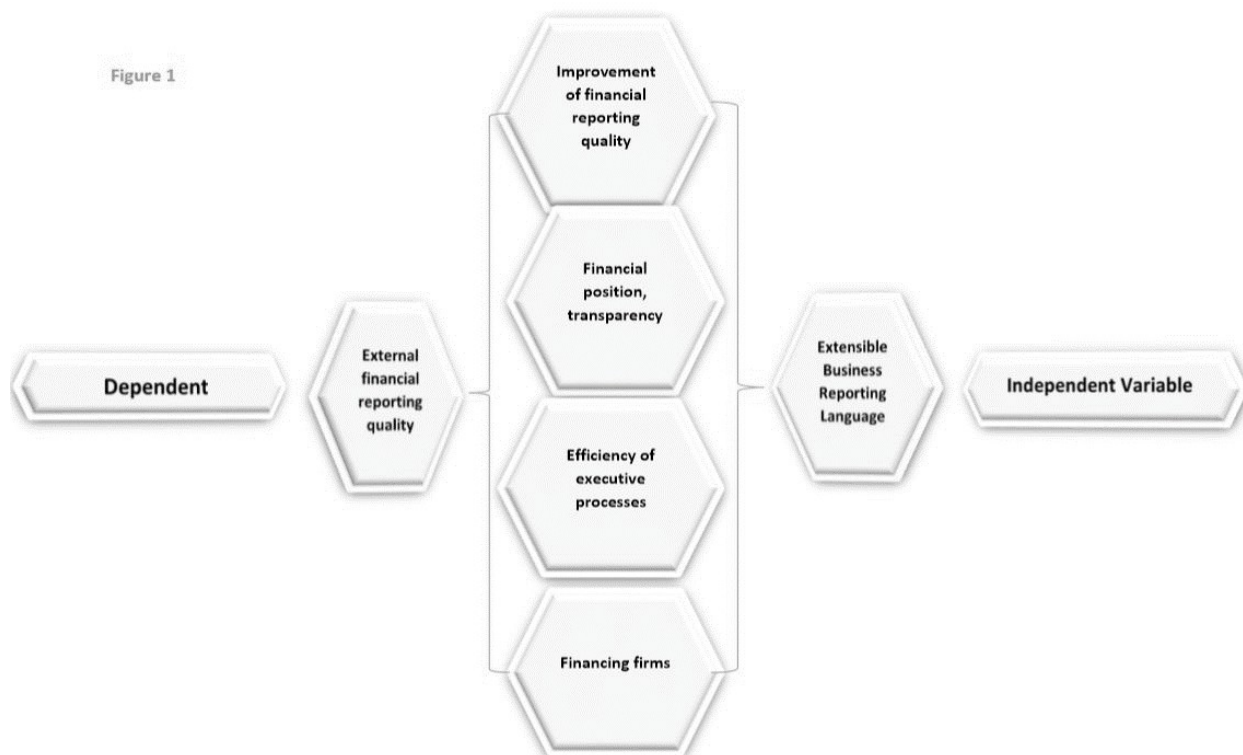 Figure 1
Improvement
of financial
reporting
quality
Financial
position,
transparency
Efficiency of
executive
processes
Financing firms
Dependent
External
financial
reporting
quality
Extensible
Business
Reporting
Language
Independent Variable